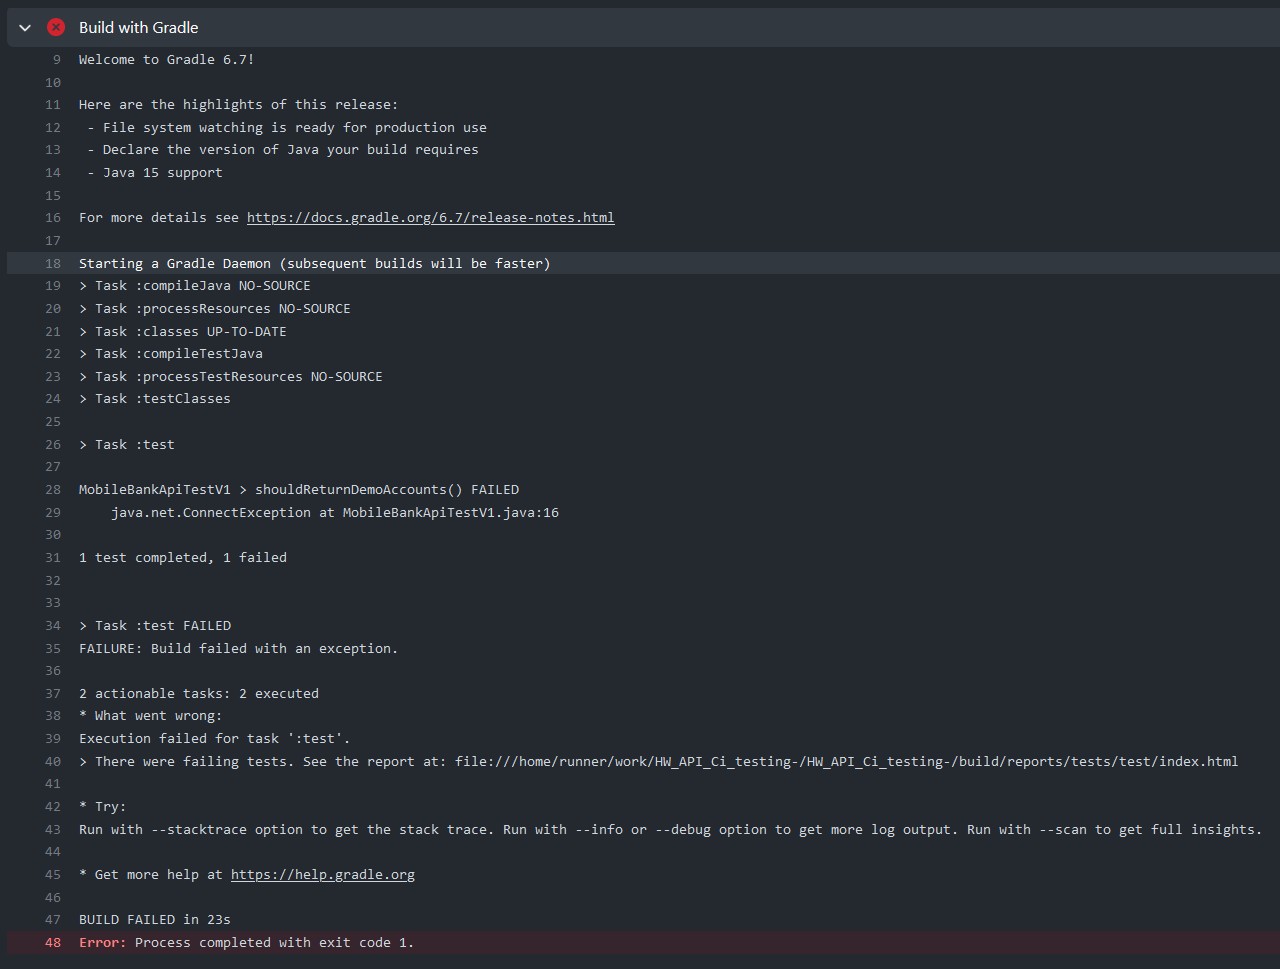 Build with Gradle
9 Welcome to Gradle 6.7!
10
11 Here are the highlights of this release:
12  - File system watching is ready for production use
13  - Declare the version of Java your build requires
14  - Java 15 support
15
16 For more details see https://docs.gradle.org/6.7/release-notes.html
17
18 Starting a Gradle Daemon (subsequent builds will be faster)
19 > Task :compileJava NO-SOURCE
20 > Task :processResources NO-SOURCE
21 > Task :classes UP-TO-DATE
22 > Task :compileTestJava
23 > Task :processTestResources NO-SOURCE
24 > Task :testClasses
25
26 > Task :test
27
28 MobileBankApiTestV1 > shouldReturnDemoAccounts() FAILED
29     java.net.ConnectException at MobileBankApiTestV1.java:16
30
31 1 test completed, 1 failed
32
33
34 > Task :test FAILED
35 FAILURE: Build failed with an exception.
36
37 2 actionable tasks: 2 executed
38 * What went wrong:
39 Execution failed for task ':test'.
40 > There were failing tests. See the report at: file:///home/runner/work/HW_API_Ci_testing-/HW_API_Ci_testing-/build/reports/tests/test/index.html
41
42 * Try:
43 Run with --stacktrace option to get the stack trace. Run with --info or --debug option to get more log output. Run with --scan to get full insights.
44
45 * Get more help at https://help.gradle.org
46
47 BUILD FAILED in 23s
48 Error: Process completed with exit code 1.